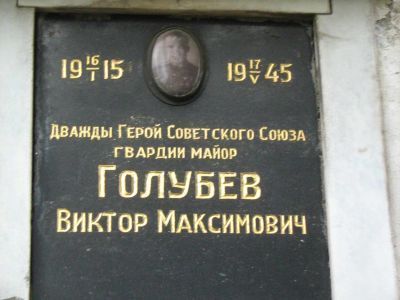 19 16/I 15 19 17/V 45
Дважды Герой Советского Союза
гвардии майор
Голубев
Виктор Максимович